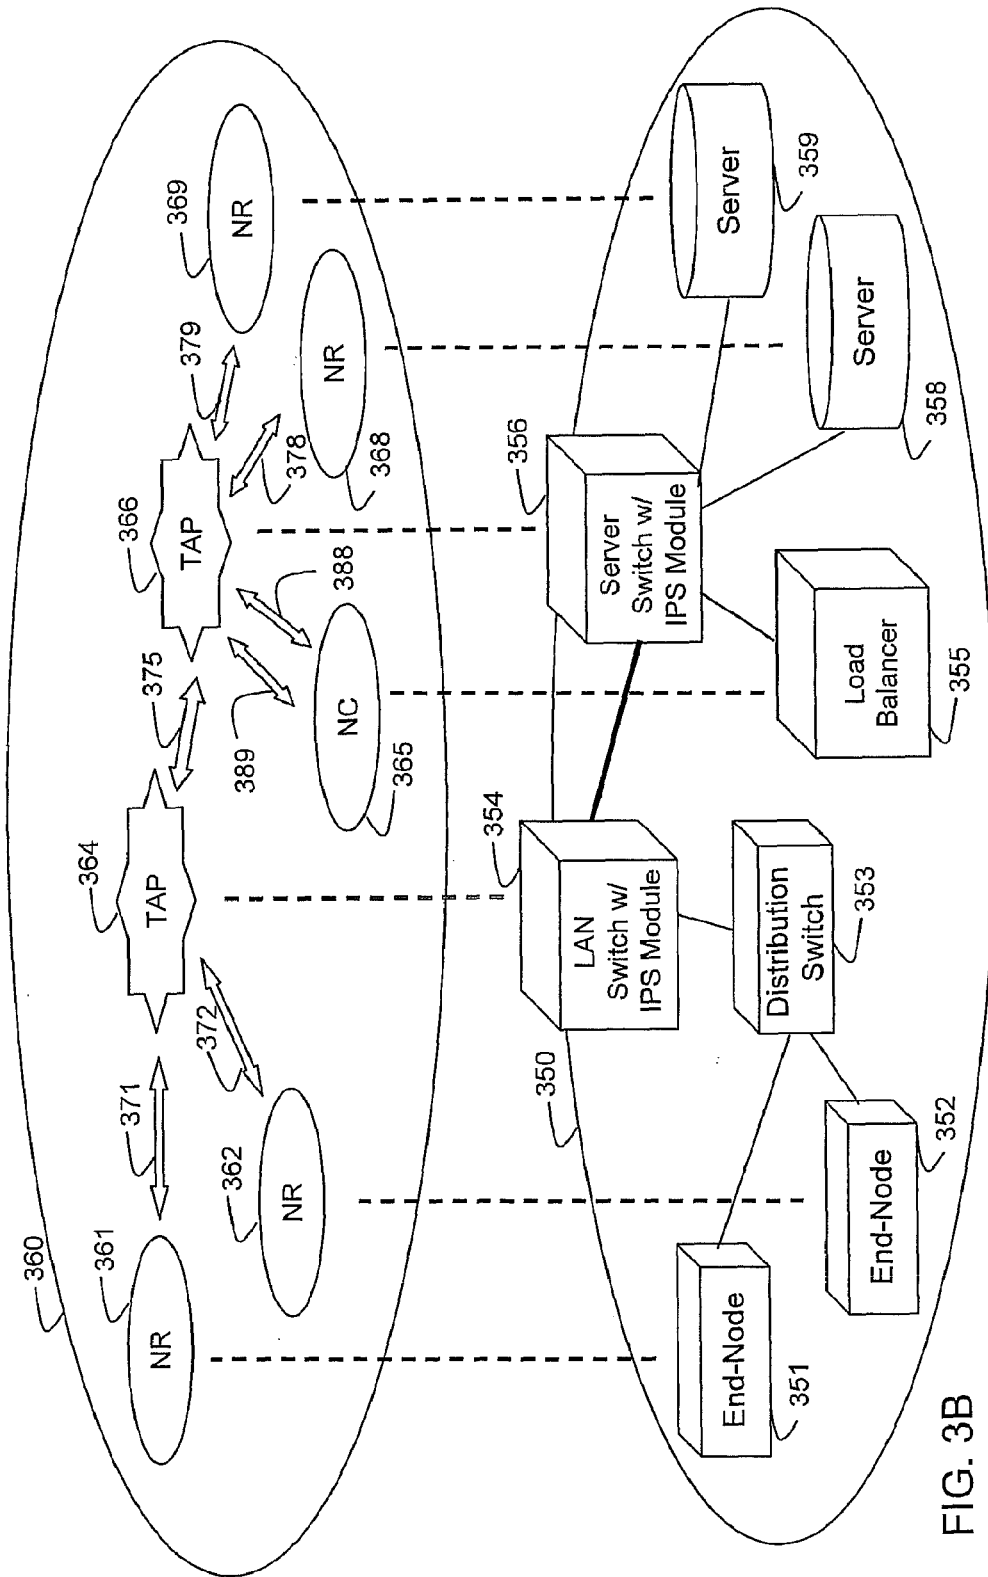 360
361
NR
371
362
NR
372
364
TAP
375
366
TAP
389
388
NC
365
379
369
NR
378
NR
368
350
End-Node
351
End-Node
352
354
LAN
Switch w/
IPS Module
Distribution
Switch
353
356
Server
Switch w/
IPS Module
Load
Balancer
355
Server
359
Server
358
FIG. 3B